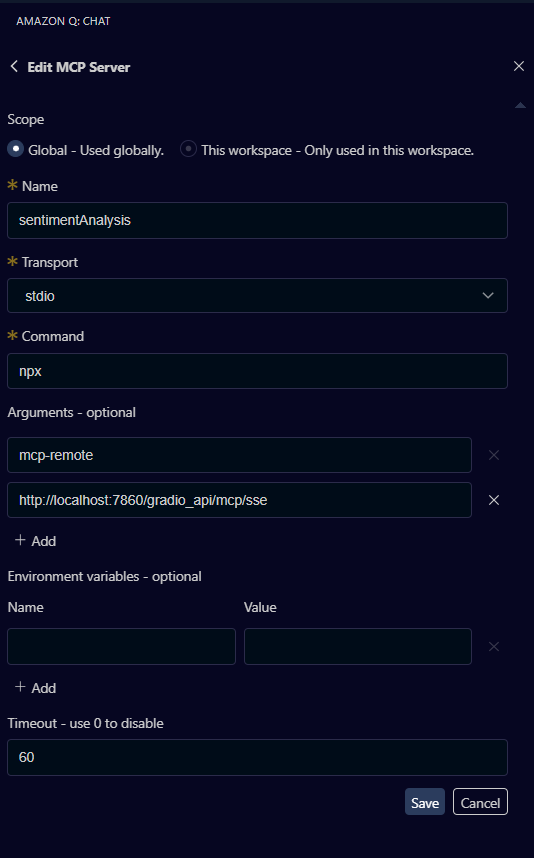 AMAZON Q: CHAT
Edit MCP Server
Scope
Global - Used globally. This workspace - Only used in this workspace.
* Name
sentimentAnalysis
* Transport
stdio
* Command
npx
Arguments - optional
mcp-remote
http://localhost:7860/gradio_api/mcp/sse
+ Add
Environment variables - optional
Name Value
+ Add
Timeout - use 0 to disable
60
Save Cancel